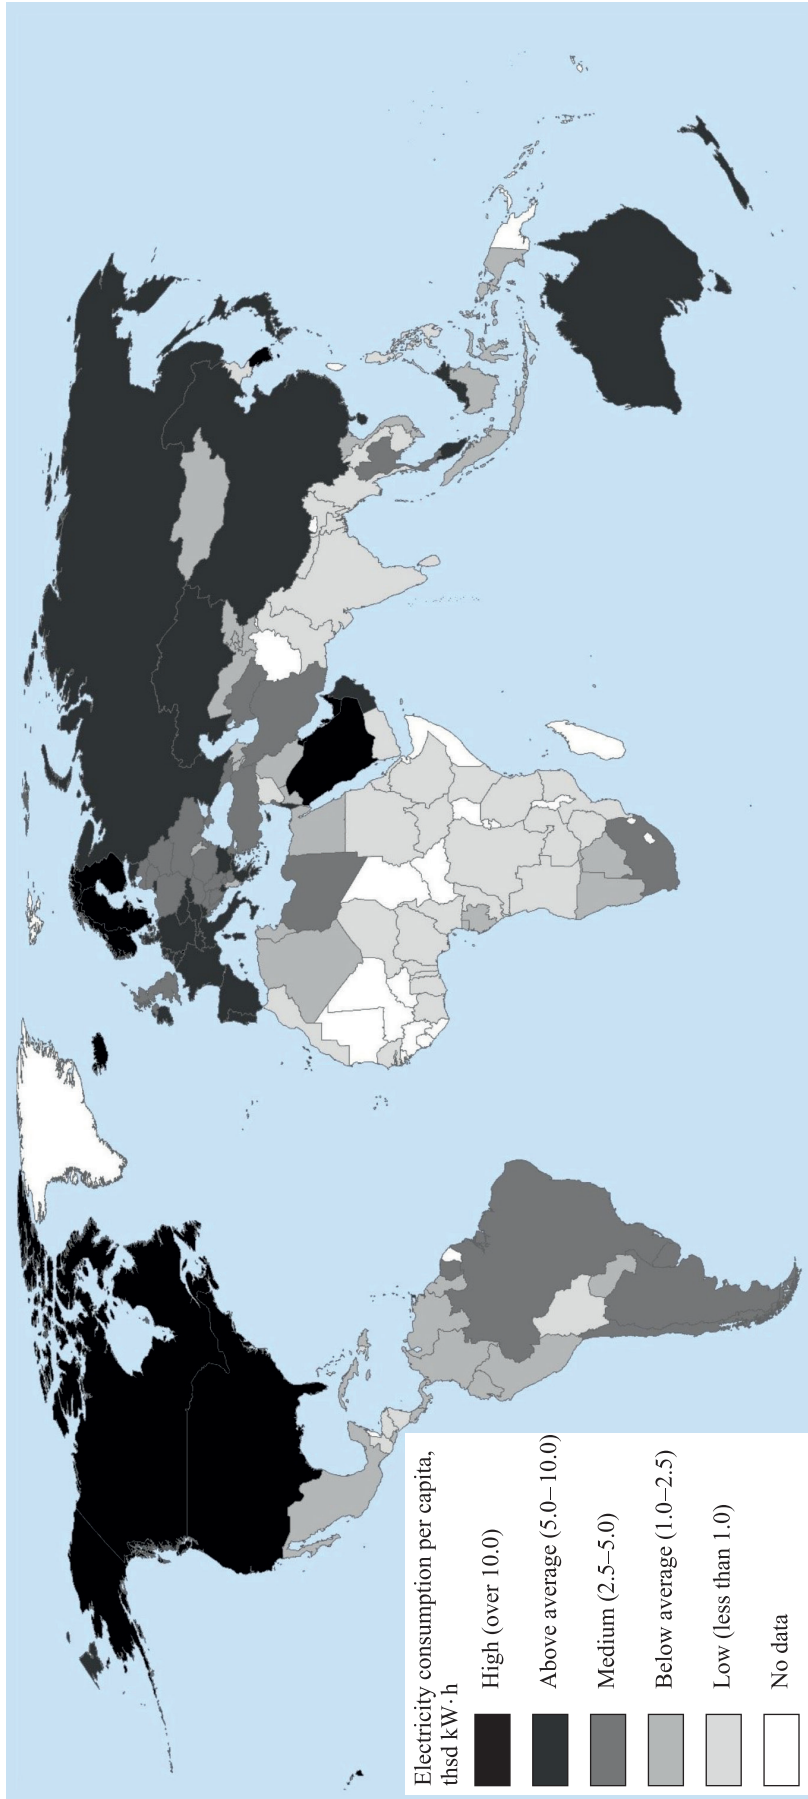 Electricity consumption per capita,
thsd kW·h
High (over 10.0)
Above average (5.0–10.0)
Medium (2.5–5.0)
Below average (1.0–2.5)
Low (less than 1.0)
No data